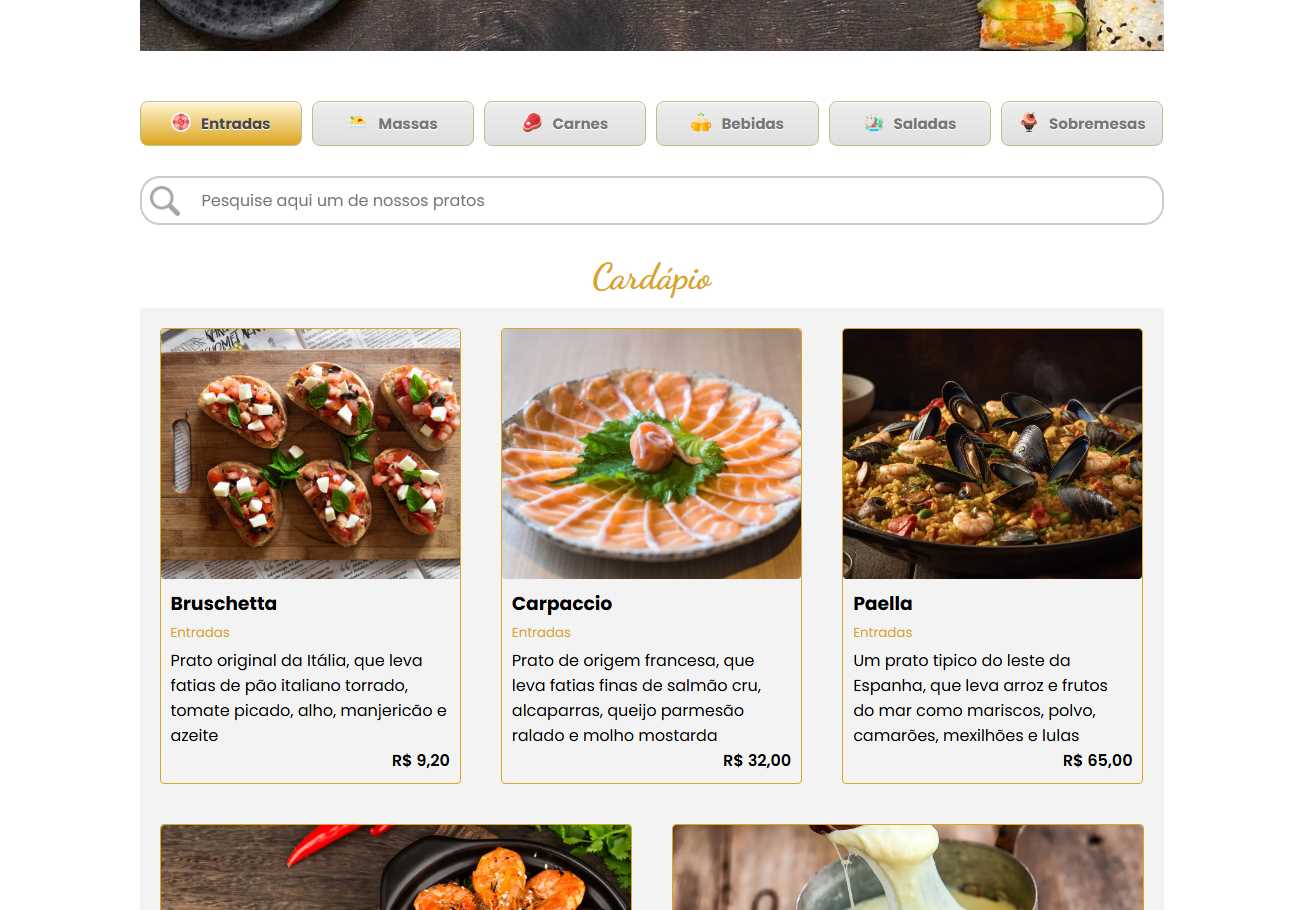 Entradas
Massas
Carnes
Bebidas
Saladas
Sobremesas
Pesquise aqui um de nossos pratos
Cardápio
Bruschetta
Entradas
Prato original da Itália, que leva
fatias de pão italiano torrado,
tomate picado, alho, manjericão e
azeite
R$ 9,20
Carpaccio
Entradas
Prato de origem francesa, que
leva fatias finas de salmão cru,
alcaparras, queijo parmesão
ralado e molho mostarda
R$ 32,00
Paella
Entradas
Um prato tipico do leste da
Espanha, que leva arroz e frutos
do mar como mariscos, polvo,
camarões, mexilhões e lulas
R$ 65,00